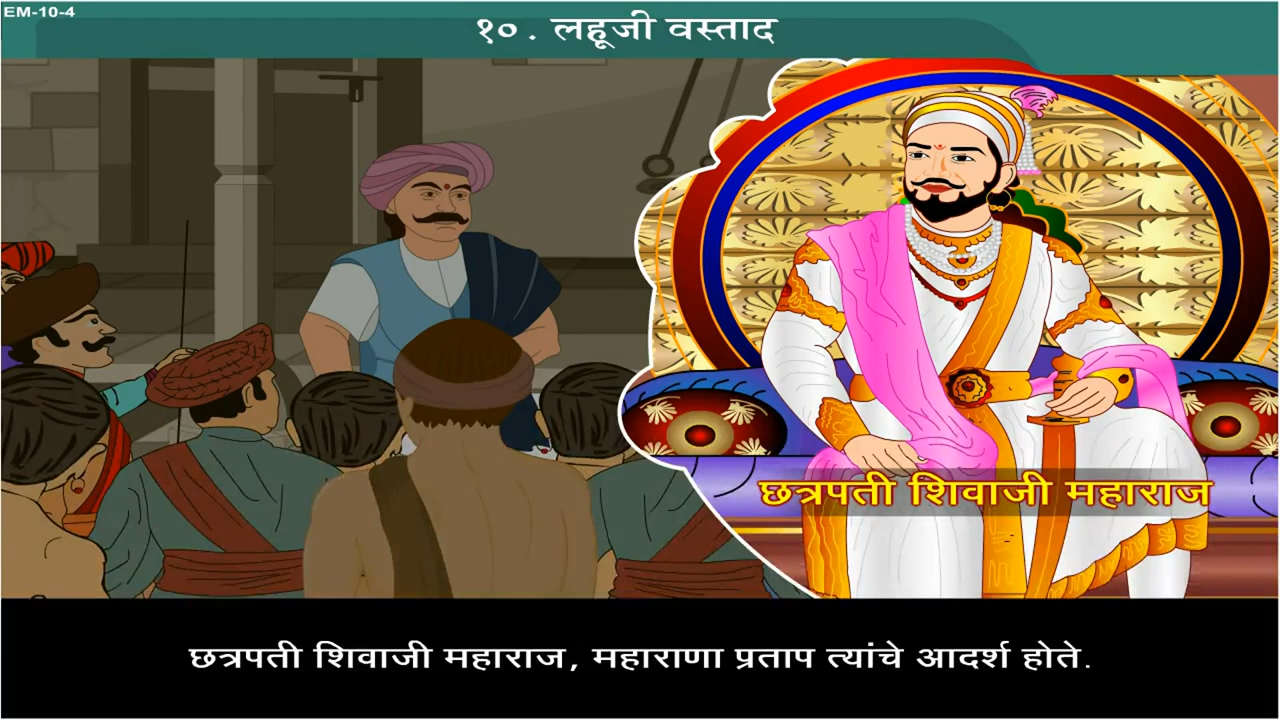 EM-10-4
१०. लहूजी वस्ताद
छत्रपती शिवाजी महाराज
छत्रपती शिवाजी महाराज, महाराणा प्रताप त्यांचे आदर्श होते.